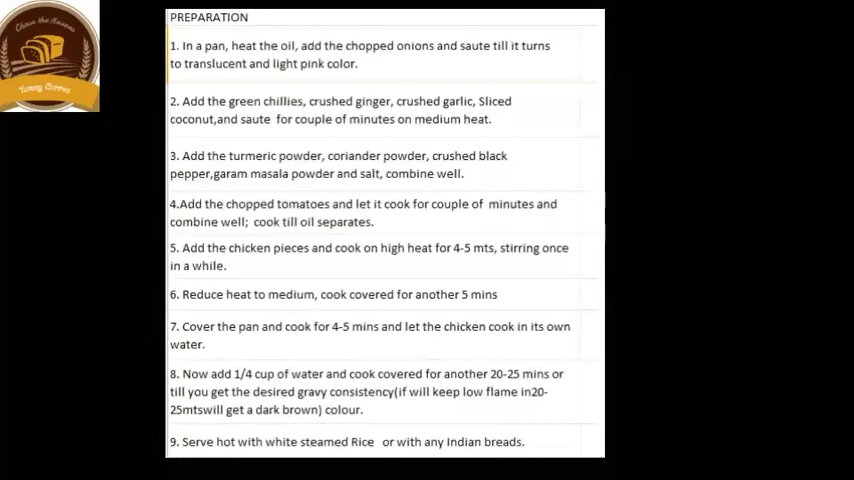 Yummy Corner
PREPARATION
1. In a pan, heat the oil, add the chopped onions and saute till it turns
to translucent and light pink color.
2. Add the green chillies, crushed ginger, crushed garlic, Sliced
coconut,and saute for couple of minutes on medium heat.
3. Add the turmeric powder, coriander powder, crushed black
pepper,garam masala powder and salt, combine well.
4.Add the chopped tomatoes and let it cook for couple of minutes and
combine well; cook till oil separates.
5. Add the chicken pieces and cook on high heat for 4-5 mts, stirring once
in a while.
6. Reduce heat to medium, cook covered for another 5 mins
7. Cover the pan and cook for 4-5 mins and let the chicken cook in its own
water.
8. Now add 1/4 cup of water and cook covered for another 20-25 mins or
till you get the desired gravy consistency(if will keep low flame in20-
25mtswill get a dark brown) colour.
9. Serve hot with white steamed Rice or with any Indian breads.